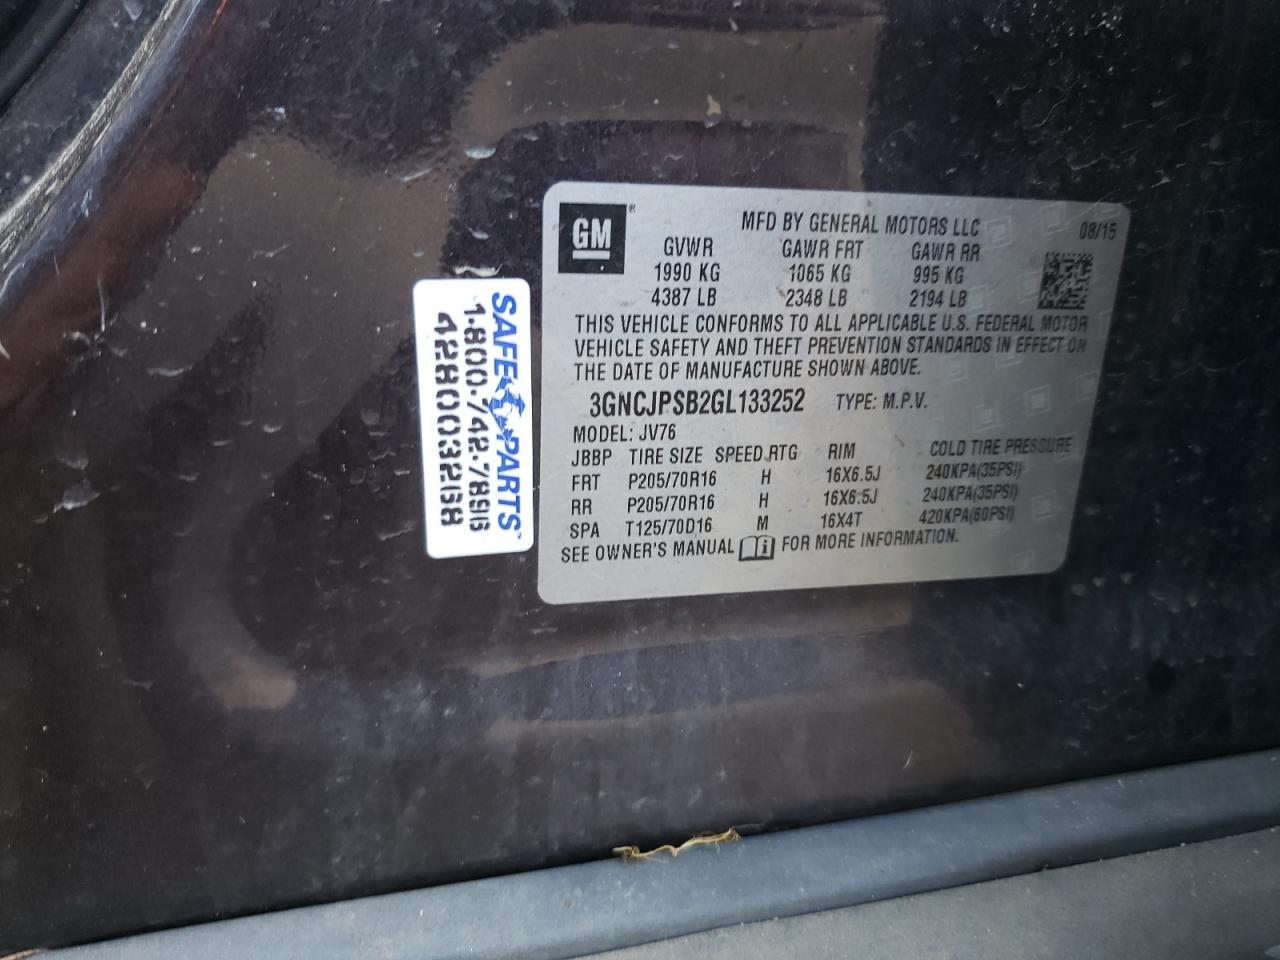 GM
MFD BY GENERAL MOTORS LLC 08/15
GVWR GAWR FRT GAWR RR
1990 KG 1065 KG 995 KG
4387 LB 2348 LB 2194 LB
THIS VEHICLE CONFORMS TO ALL APPLICABLE U.S. FEDERAL MOTOR
VEHICLE SAFETY AND THEFT PREVENTION STANDARDS IN EFFECT ON
THE DATE OF MANUFACTURE SHOWN ABOVE.
3GNCJPSB2GL133252 TYPE: M.P.V.
MODEL: JV76
JBBP TIRE SIZE SPEED RTG RIM COLD TIRE PRESSURE
FRT P205/70R16 H 16X6.5J 240KPA(35PSI)
RR P205/70R16 H 16X6.5J 240KPA(35PSI)
SPA T125/70D16 M 16X4T 420KPA(60PSI)
SEE OWNER'S MANUAL FOR MORE INFORMATION.
SAFE PARTS
1-800-742-7896
4280003268